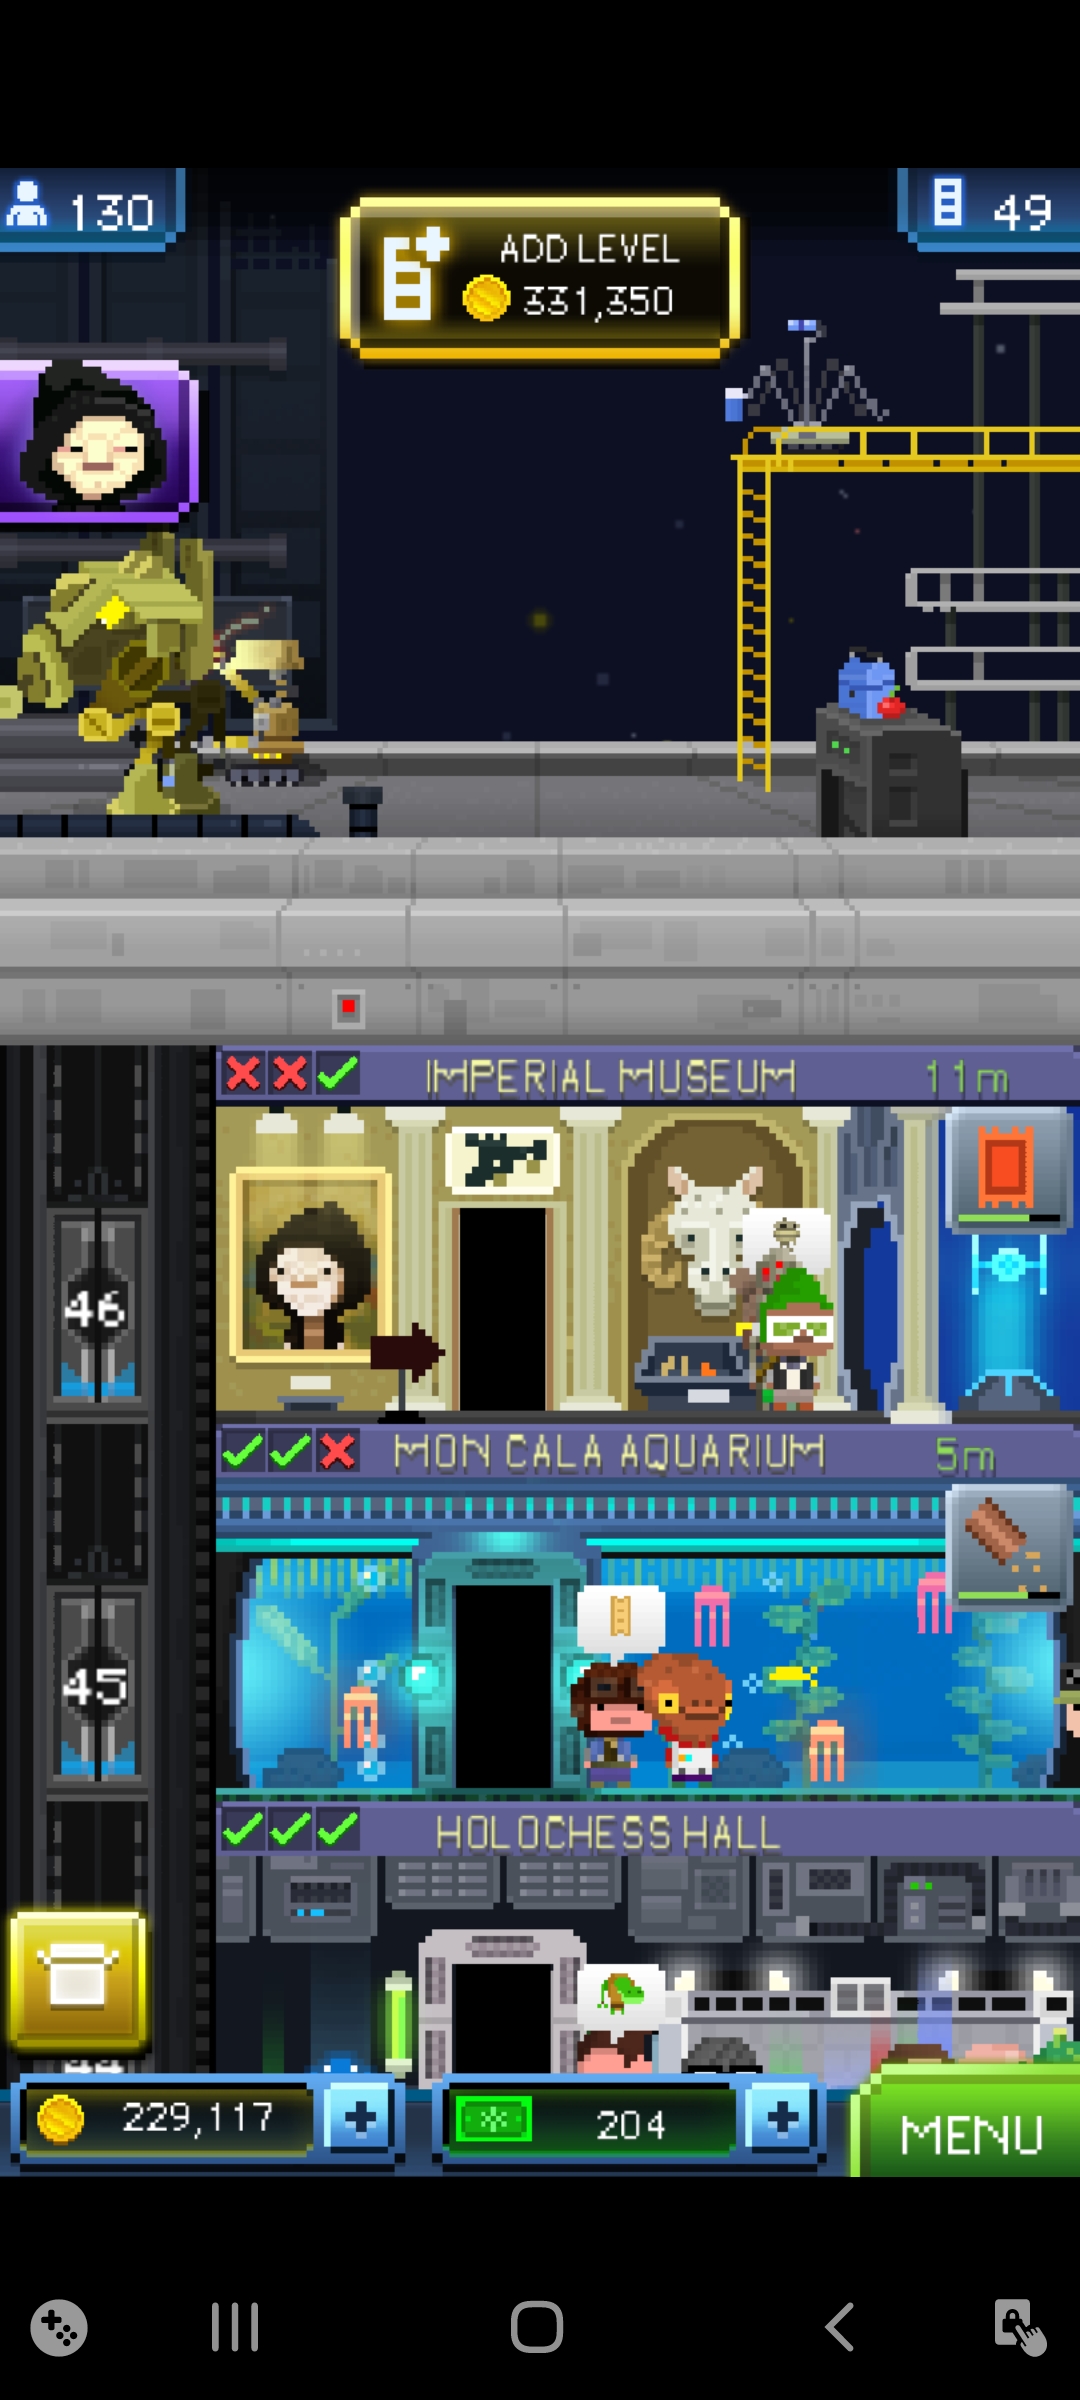 130
ADD LEVEL
331,350
49
IMPERIAL MUSEUM 11m
46
MON CALA AQUARIUM 5m
45
HOLOCHESS HALL
229,117
204
MENU